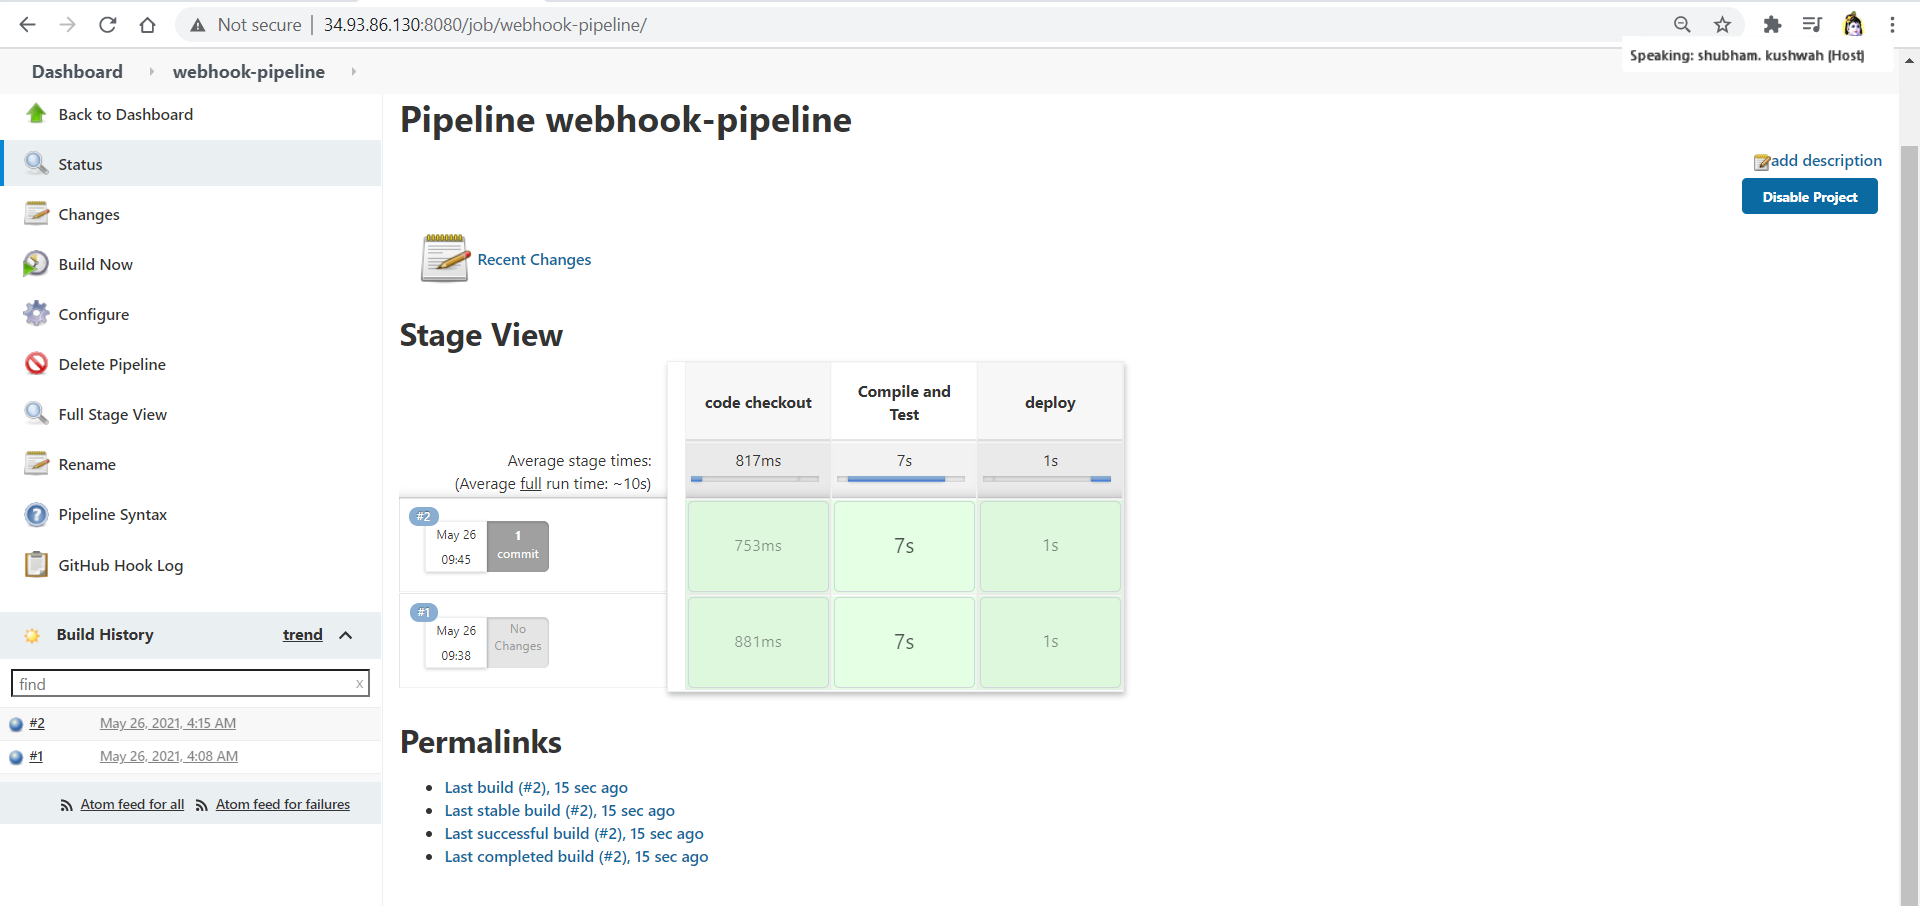 Not secure | 34.93.86.130:8080/job/webhook-pipeline/
Speaking: shubham. kushwah (Host)
Dashboard webhook-pipeline
Back to Dashboard
Status
Changes
Build Now
Configure
Delete Pipeline
Full Stage View
Rename
Pipeline Syntax
GitHub Hook Log
Build History trend
find x
#2 May 26, 2021, 4:15 AM
#1 May 26, 2021, 4:08 AM
Atom feed for all Atom feed for failures
Pipeline webhook-pipeline
add description
Disable Project
Recent Changes
Stage View
code checkout
Compile and
Test
deploy
Average stage times:
(Average full run time: ~10s)
817ms 7s 1s
#2
May 26
09:45
1
commit
753ms 7s 1s
#1
May 26
09:38
No
Changes
881ms 7s 1s
Permalinks
Last build (#2), 15 sec ago
Last stable build (#2), 15 sec ago
Last successful build (#2), 15 sec ago
Last completed build (#2), 15 sec ago